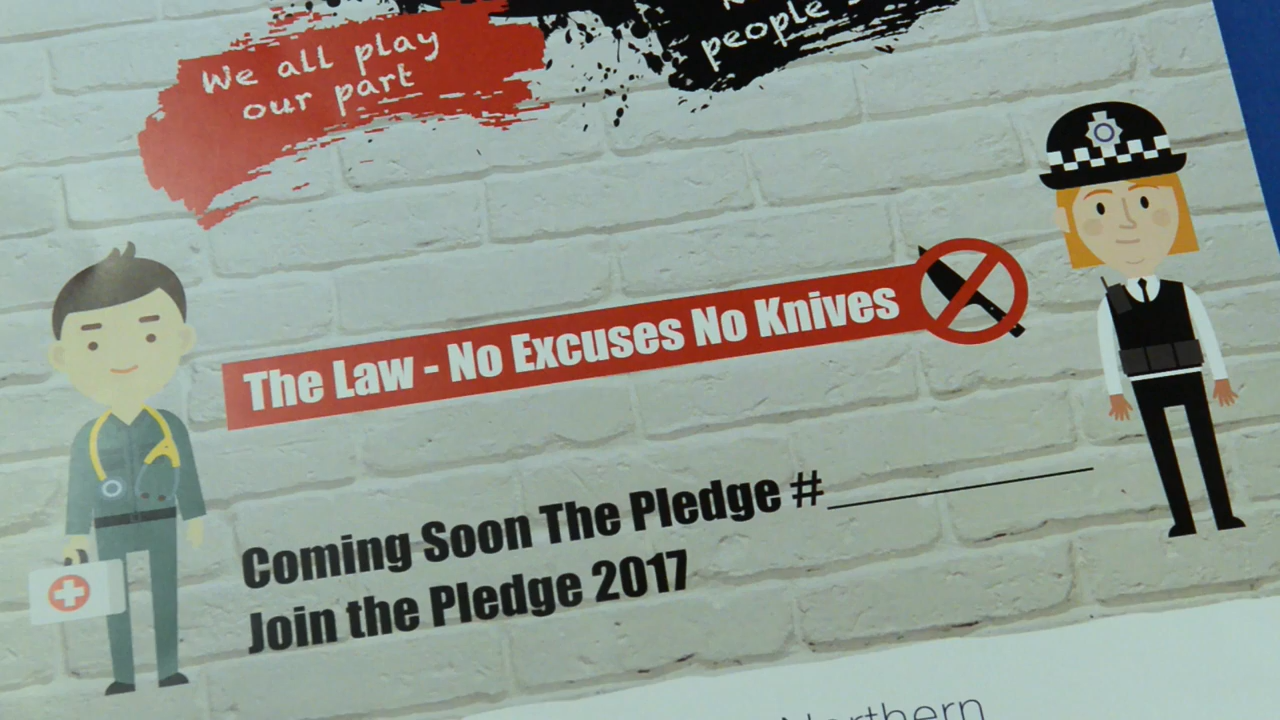 We all play
our part
people
The Law - No Excuses No Knives
Coming Soon The Pledge #__________
Join the Pledge 2017
Northern